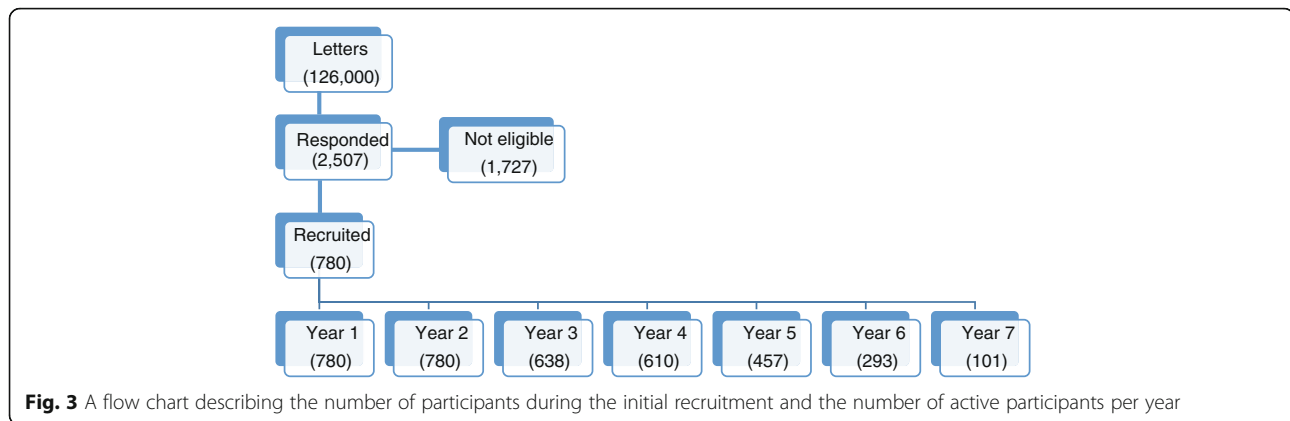 Letters
(126,000)
Responded
(2,507)
Not eligible
(1,727)
Recruited
(780)
Year 1
(780)
Year 2
(780)
Year 3
(638)
Year 4
(610)
Year 5
(457)
Year 6
(293)
Year 7
(101)
Fig. 3 A flow chart describing the number of participants during the initial recruitment and the number of active participants per year